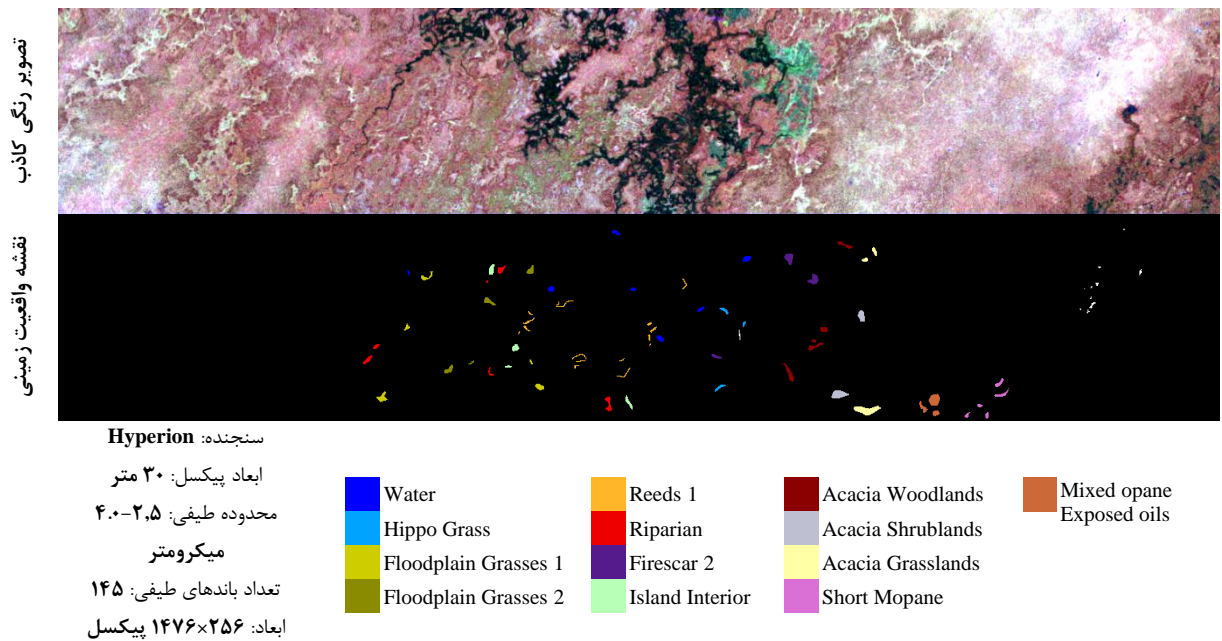 تصویر رنگی کاذب
نقشه واقعیت زمینی
سنجنده: Hyperion
ابعاد پیکسل: ۳۰ متر
محدوده طیفی: ۲,۵-۴.۰
میکرومتر
تعداد باندهای طیفی: ۱۴۵
ابعاد: ۲۵۶×۱۴۷۶ پیکسل
Water
Hippo Grass
Floodplain Grasses 1
Floodplain Grasses 2
Reeds 1
Riparian
Firescar 2
Island Interior
Acacia Woodlands
Acacia Shrublands
Acacia Grasslands
Short Mopane
Mixed opane
Exposed oils